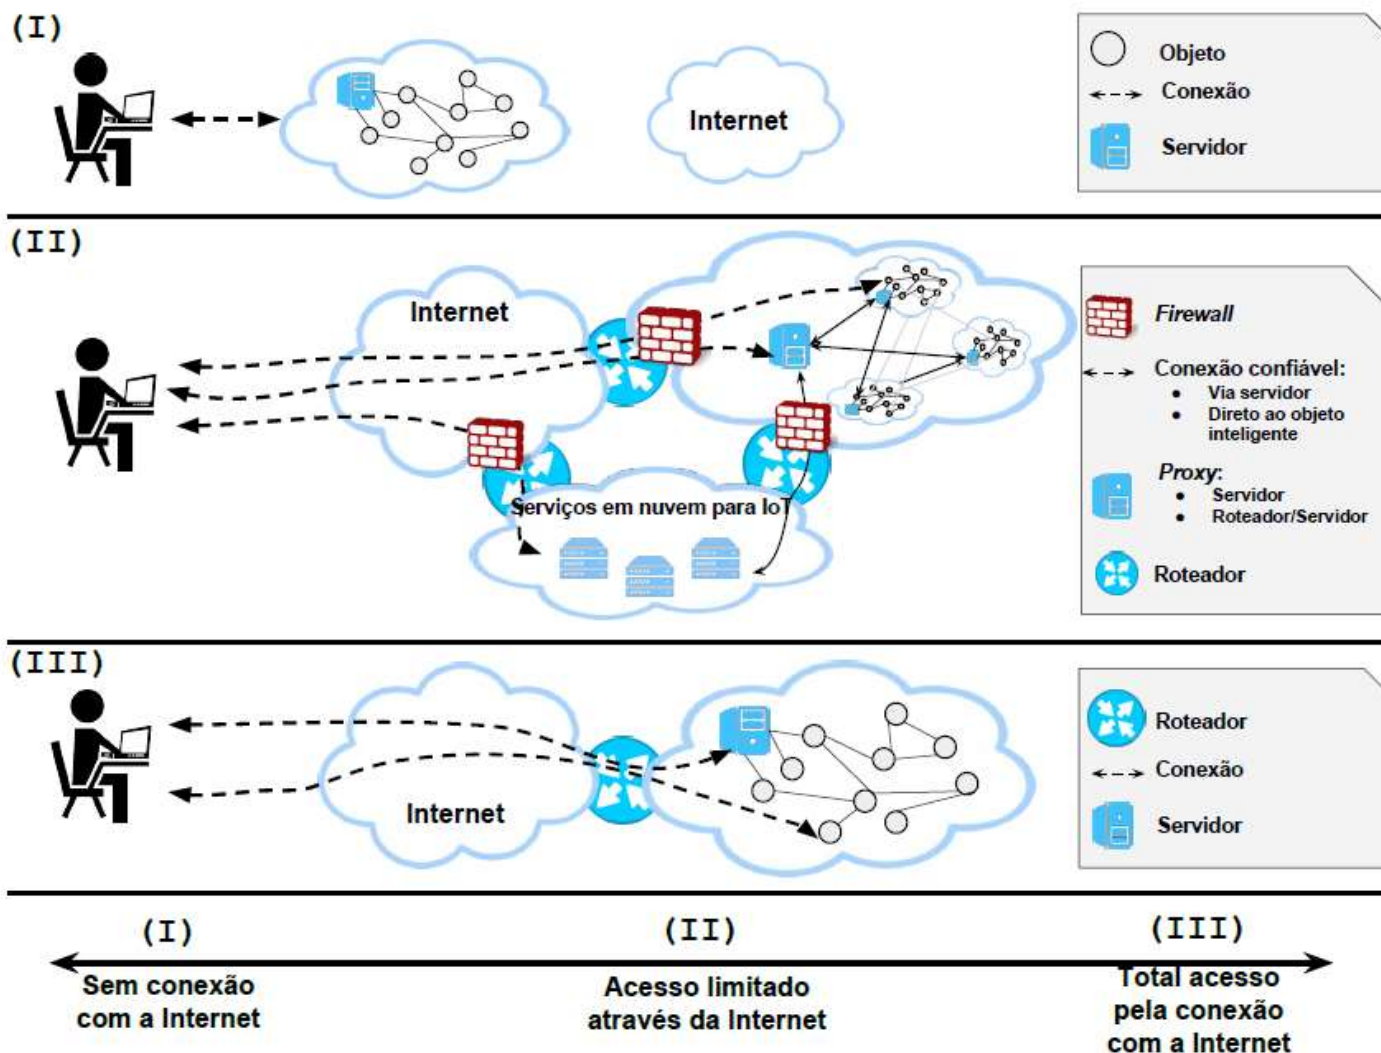 (I)
Internet
Objeto
Conexão
Servidor
(II)
Internet
Serviços em nuvem para IoT
Firewall
Conexão confiável:
• Via servidor
• Direto ao objeto
inteligente
Proxy:
• Servidor
• Roteador/Servidor
Roteador
(III)
Internet
Roteador
Conexão
Servidor
(I)
Sem conexão
com a Internet
(II)
Acesso limitado
através da Internet
(III)
Total acesso
pela conexão
com a Internet